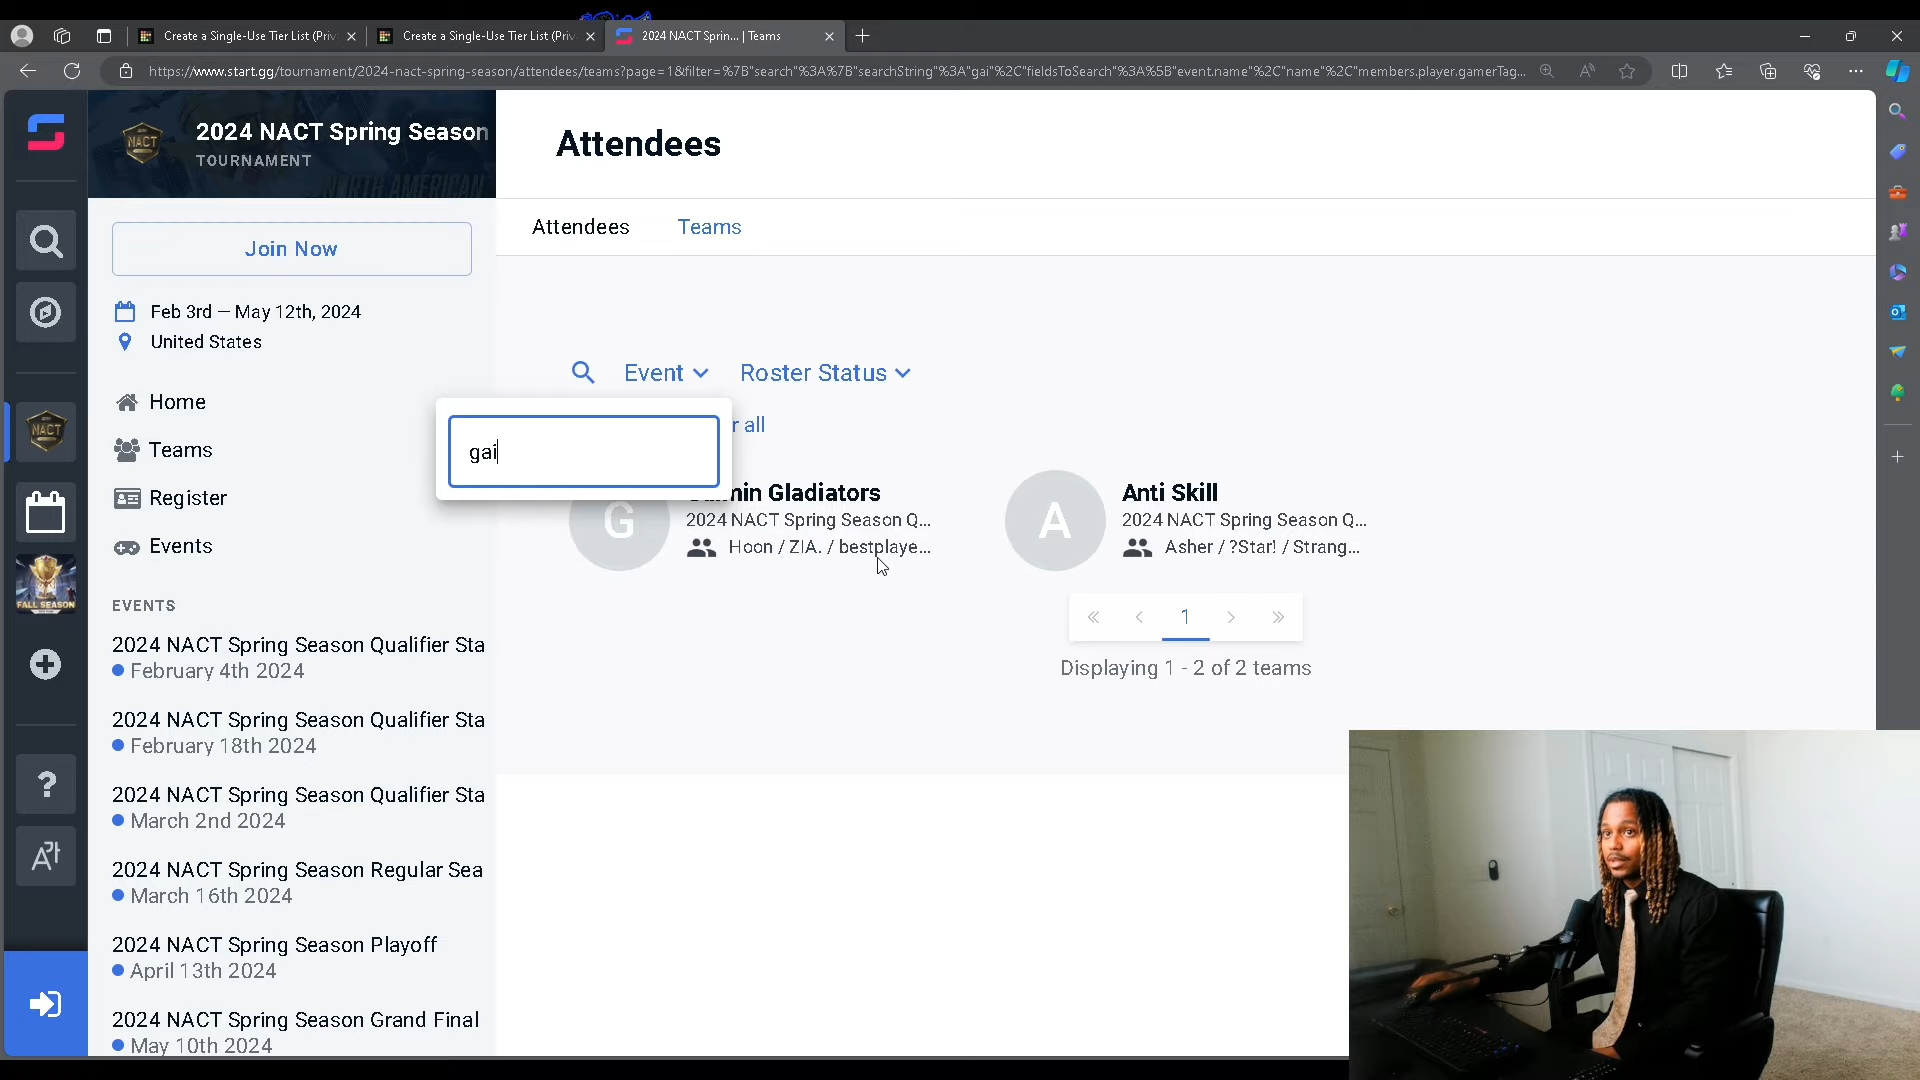 Create a Single-Use Tier List (Priv
Create a Single-Use Tier List (Priv
2024 NACT Sprin... | Teams
https://www.start.gg/tournament/2024-nact-spring-season/attendees/teams?page=1&filter=%7B"search"%3A%7B"searchString"%3A"gai"%2C"fieldsToSearch"%3A%5B"event.name"%2C"name"%2C"members.player.gamerTag...
NACT
2024 NACT Spring Season
TOURNAMENT
NORTH AMERICAN
Attendees
Attendees
Teams
Join Now
Feb 3rd — May 12th, 2024
United States
Home
Teams
Register
Events
NACT
FALL SEASON
Event
Roster Status
gai
r all
G
min Gladiators
2024 NACT Spring Season Q...
Hoon / ZIA. / bestplaye...
A
Anti Skill
2024 NACT Spring Season Q...
Asher / ?Star! / Strang...
« ‹ 1 › »
Displaying 1 - 2 of 2 teams
EVENTS
2024 NACT Spring Season Qualifier Sta
February 4th 2024
2024 NACT Spring Season Qualifier Sta
February 18th 2024
2024 NACT Spring Season Qualifier Sta
March 2nd 2024
2024 NACT Spring Season Regular Sea
March 16th 2024
2024 NACT Spring Season Playoff
April 13th 2024
2024 NACT Spring Season Grand Final
May 10th 2024